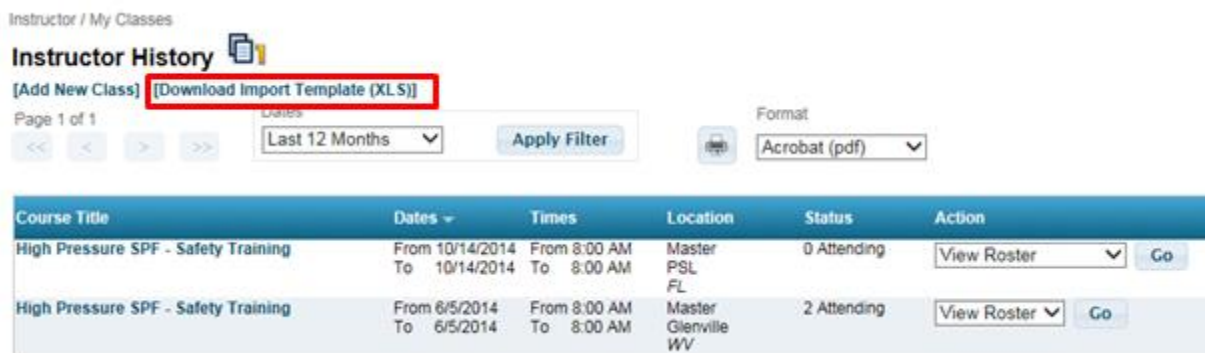 Instructor / My Classes
Instructor History
[Add New Class] [Download Import Template (XLS)]
Page 1 of 1 Dates Format
<< < > >> Last 12 Months Apply Filter Acrobat (pdf)
Course Title Dates Times Location Status Action
High Pressure SPF - Safety Training From 10/14/2014 From 8:00 AM Master 0 Attending View Roster Go
To 10/14/2014 To 8:00 AM PSL
FL
High Pressure SPF - Safety Training From 6/5/2014 From 8:00 AM Master 2 Attending View Roster Go
To 6/5/2014 To 8:00 AM Glenville
WV